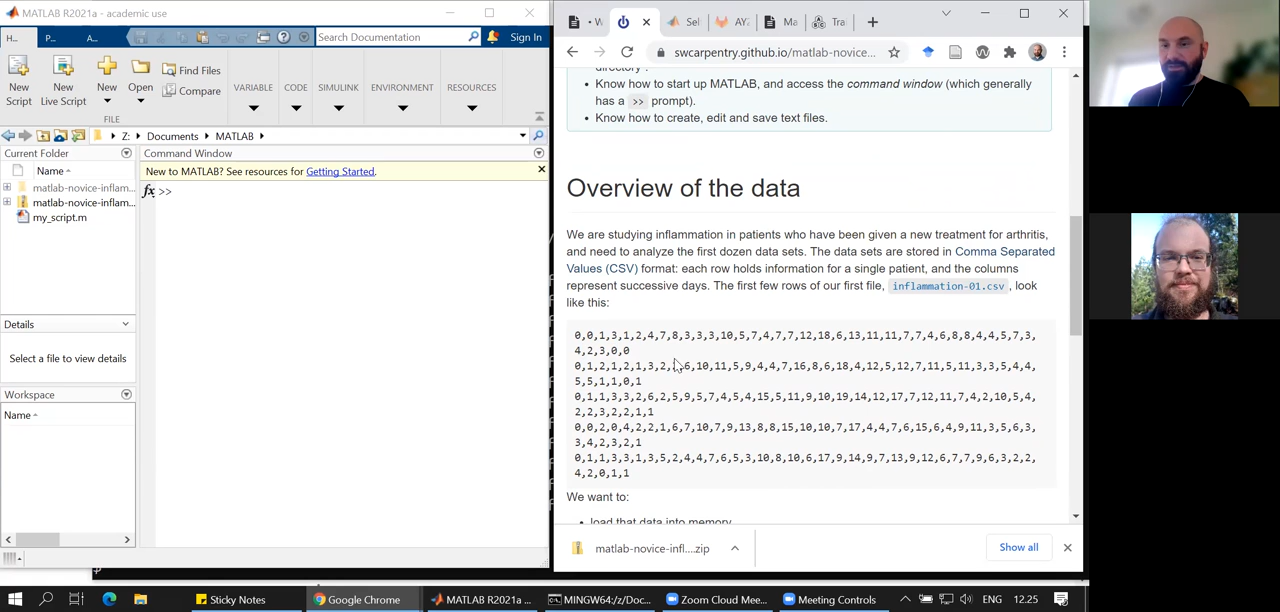 MATLAB R2021a - academic use
H...
P...
A...
Search Documentation
Sign In
New
Script
New
Live Script
New
Open
Find Files
Compare
VARIABLE
CODE
SIMULINK
ENVIRONMENT
RESOURCES
FILE
Z: Documents MATLAB
Current Folder
Name
matlab-novice-inflam...
matlab-novice-inflam...
my_script.m
Details
Select a file to view details
Workspace
Name
Command Window
New to MATLAB? See resources for Getting Started.
fx >>
W
Sel
AY
Ma
Tra
swcarpentry.github.io/matlab-novice...
Know how to start up MATLAB, and access the command window (which generally
has a >> prompt).
Know how to create, edit and save text files.
Overview of the data
We are studying inflammation in patients who have been given a new treatment for arthritis,
and need to analyze the first dozen data sets. The data sets are stored in Comma Separated
Values (CSV) format: each row holds information for a single patient, and the columns
represent successive days. The first few rows of our first file, inflammation-01.csv , look
like this:
0,0,1,3,1,2,4,7,8,3,3,3,10,5,7,4,7,7,12,18,6,13,11,11,7,7,4,6,8,8,4,4,5,7,3,
4,2,3,0,0
0,1,2,1,2,1,3,2, 6,10,11,5,9,4,4,7,16,8,6,18,4,12,5,12,7,11,5,11,3,3,5,4,4,
5,5,1,1,0,1
0,1,1,3,3,2,6,2,5,9,5,7,4,5,4,15,5,11,9,10,19,14,12,17,7,12,11,7,4,2,10,5,4,
2,2,3,2,2,1,1
0,0,2,0,4,2,2,1,6,7,10,7,9,13,8,8,15,10,10,7,17,4,4,7,6,15,6,4,9,11,3,5,6,3,
3,4,2,3,2,1
0,1,1,3,3,1,3,5,2,4,4,7,6,5,3,10,8,10,6,17,9,14,9,7,13,9,12,6,7,7,9,6,3,2,2,
4,2,0,1,1
We want to:
load that data into memory
matlab-novice-infl....zip
Show all
Sticky Notes
Google Chrome
MATLAB R2021a ...
MINGW64:/z/Doc...
Zoom Cloud Mee...
Meeting Controls
ENG
12.25